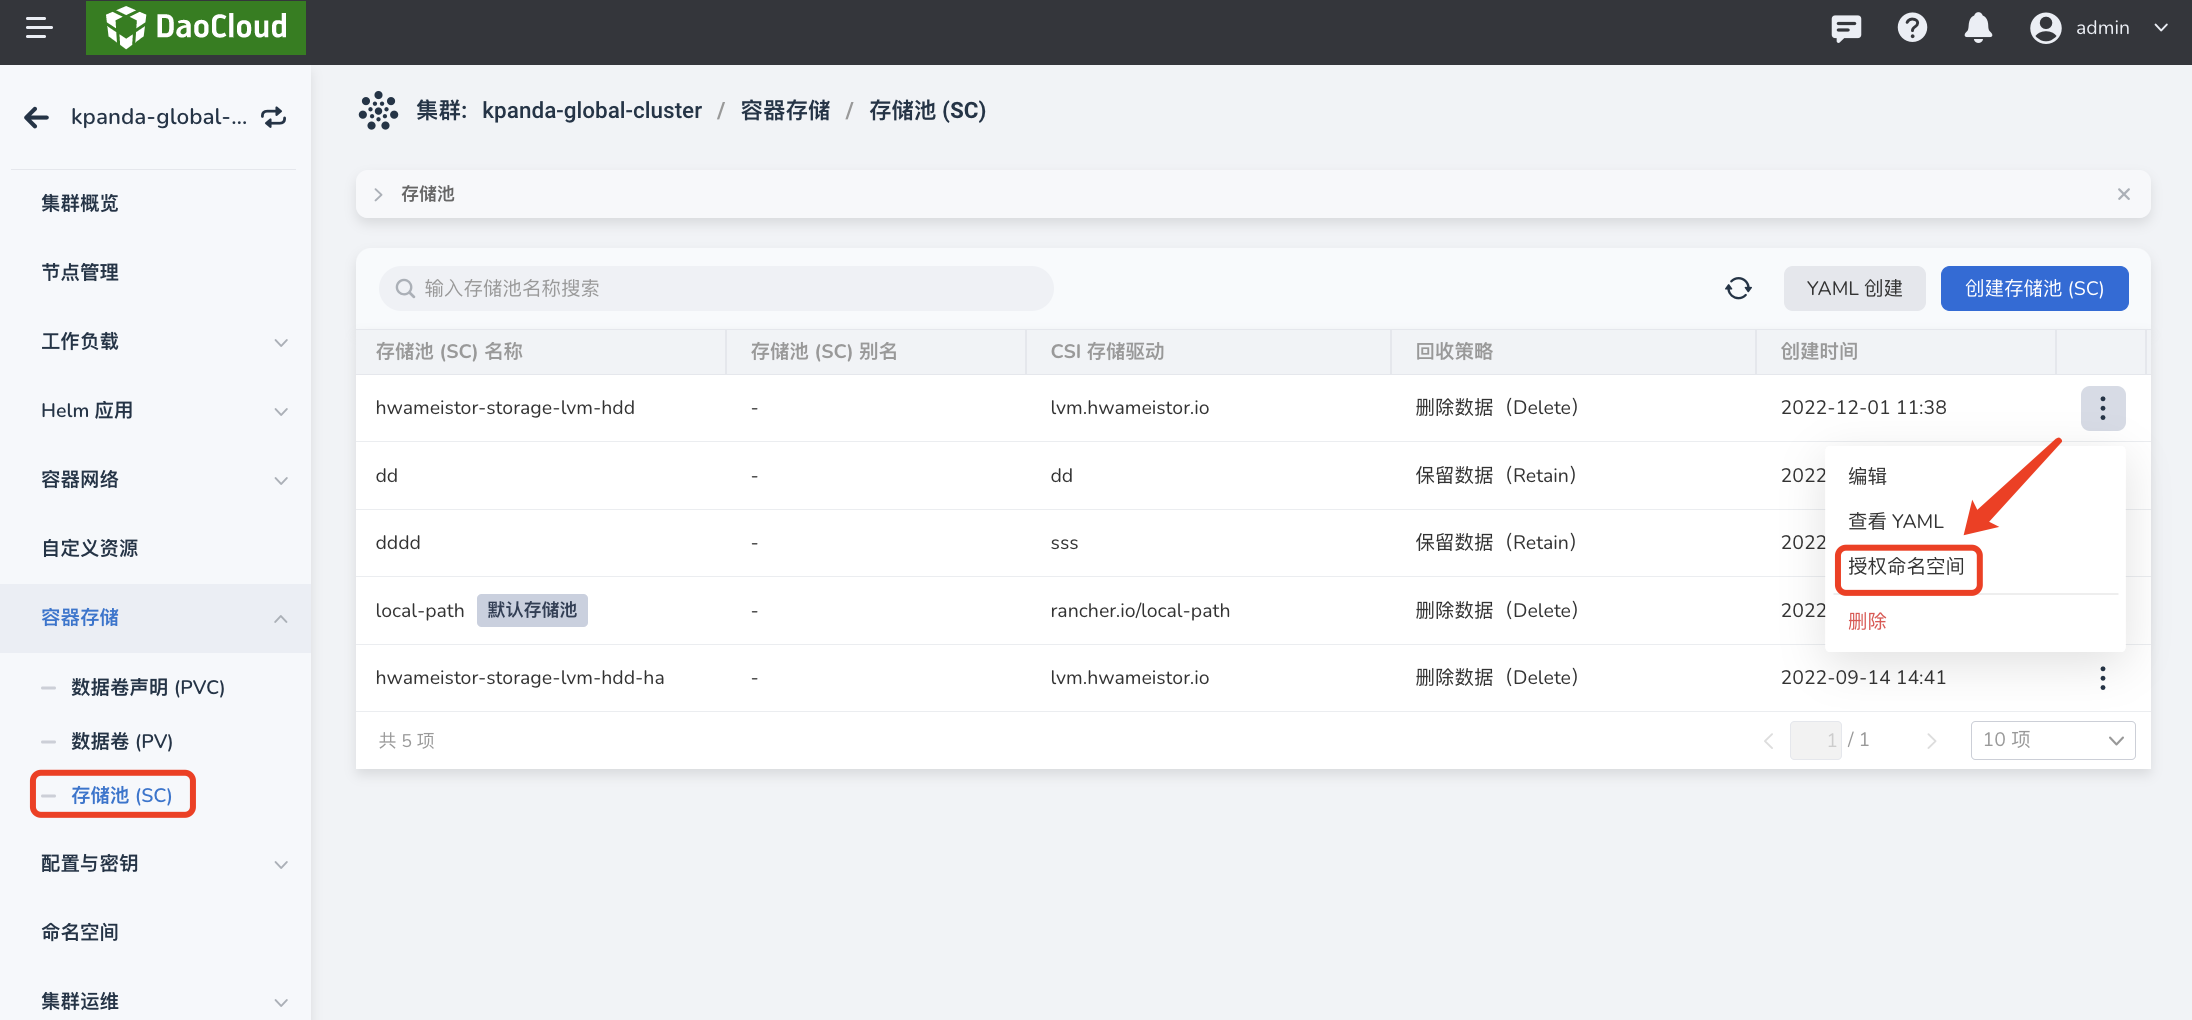 DaoCloud
admin
kpanda-global-...
集群概览
节点管理
工作负载
Helm 应用
容器网络
自定义资源
容器存储
数据卷声明 (PVC)
数据卷 (PV)
存储池 (SC)
配置与密钥
命名空间
集群运维
集群: kpanda-global-cluster / 容器存储 / 存储池 (SC)
存储池
输入存储池名称搜索
YAML 创建
创建存储池 (SC)
存储池 (SC) 名称 存储池 (SC) 别名 CSI 存储驱动 回收策略 创建时间
hwameistor-storage-lvm-hdd - lvm.hwameistor.io 删除数据（Delete） 2022-12-01 11:38
dd - dd 保留数据（Retain） 2022
dddd - sss 保留数据（Retain） 2022
local-path 默认存储池 - rancher.io/local-path 删除数据（Delete） 2022
hwameistor-storage-lvm-hdd-ha - lvm.hwameistor.io 删除数据（Delete） 2022-09-14 14:41
编辑
查看 YAML
授权命名空间
删除
共 5 项
1 / 1
10 项